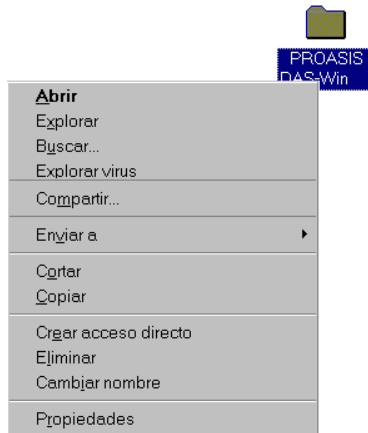 PROASIS
DAS-Win
Abrir
Explorar
Buscar...
Explorar virus
Compartir...
Enviar a
Cortar
Copiar
Crear acceso directo
Eliminar
Cambiar nombre
Propiedades